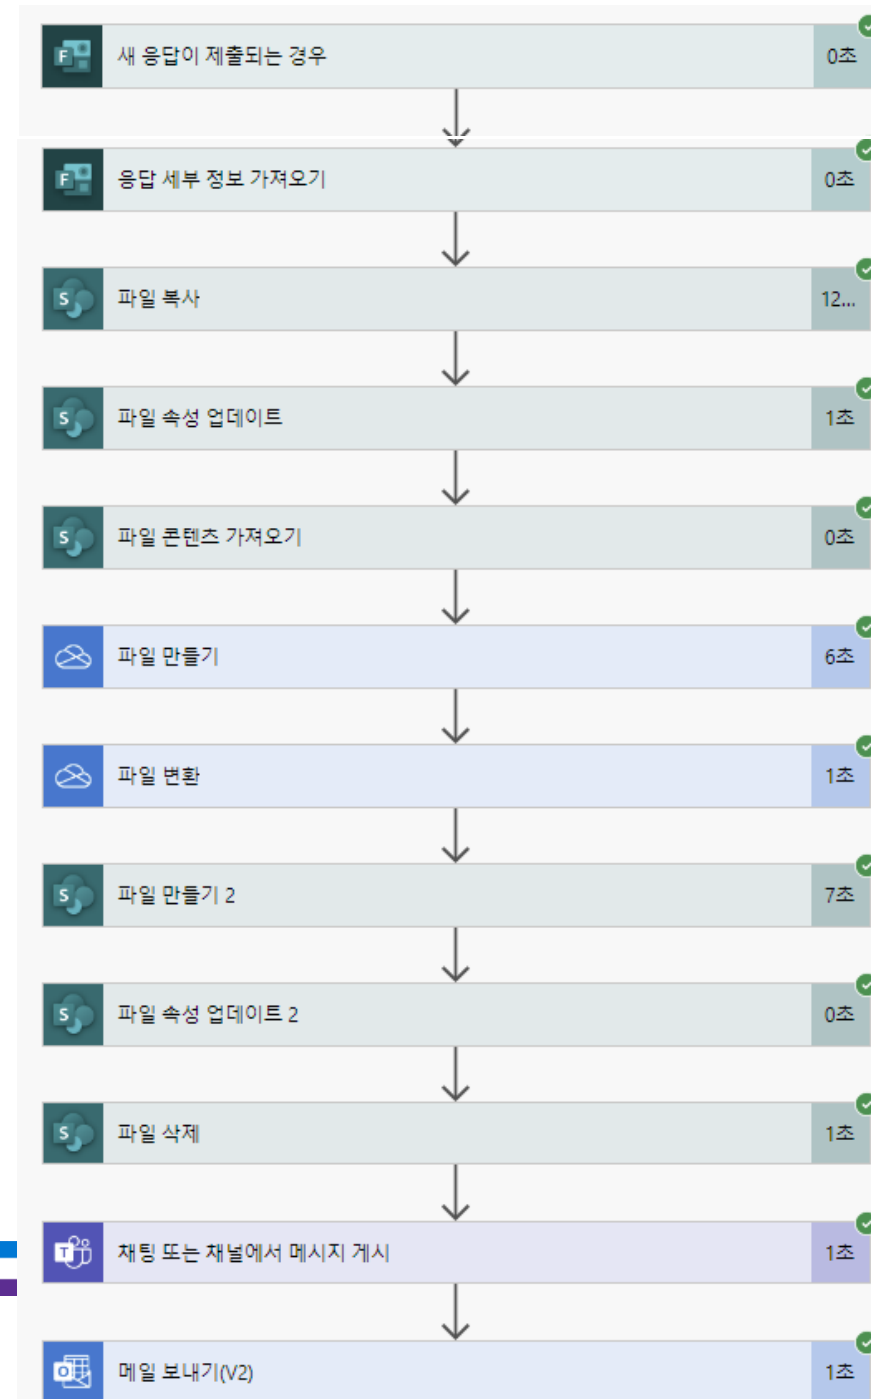 새 응답이 제출되는 경우
0초
응답 세부 정보 가져오기
0초
파일 복사
12...
파일 속성 업데이트
1초
파일 콘텐츠 가져오기
0초
파일 만들기
6초
파일 변환
1초
파일 만들기 2
7초
파일 속성 업데이트 2
0초
파일 삭제
1초
채팅 또는 채널에서 메시지 게시
1초
메일 보내기(V2)
1초